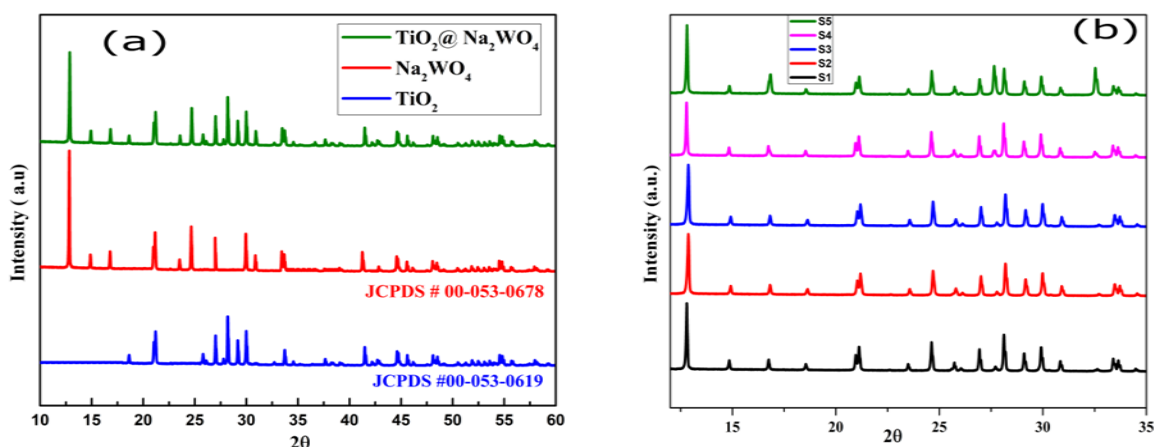 (a)
TiO₂@ Na₂WO₄
Na₂WO₄
TiO₂
Intensity ( a.u)
JCPDS # 00-053-0678
JCPDS #00-053-0619
10 15 20 25 30 35 40 45 50 55 60
2θ
(b)
S5
S4
S3
S2
S1
Intensity (a.u.)
15 20 25 30 35
2θ